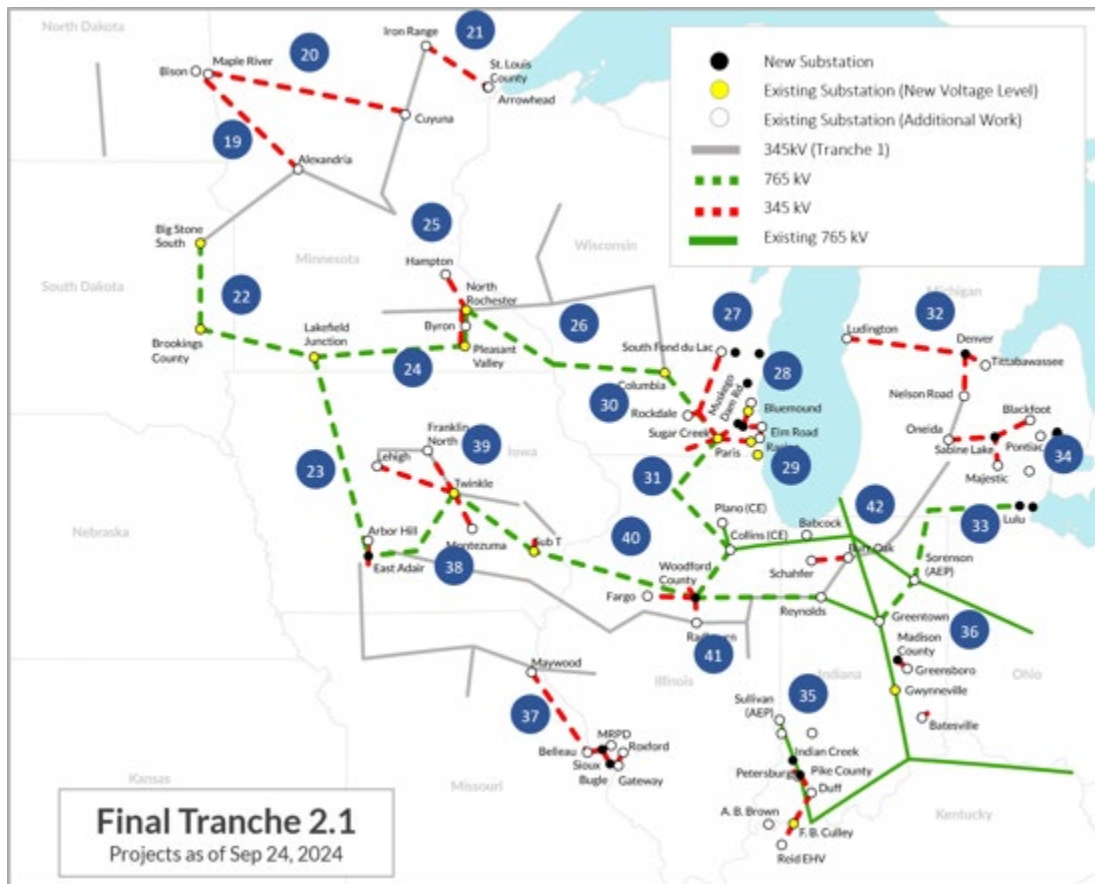 North Dakota
20
Iron Range
21
Bison
Maple River
St. Louis
County
Arrowhead
Cuyuna
19
Alexandria
New Substation
Existing Substation (New Voltage Level)
Existing Substation (Additional Work)
345kV (Tranche 1)
765 kV
345 kV
Existing 765 kV
25
Big Stone
South
Minnesota
Hampton
Wisconsin
South Dakota
22
North
Rochester
26
27
Michigan
32
Brookings
County
Lakefield
Junction
Byron
Pleasant
Valley
24
South Fond du Lac
Ludington
Denver
Tittabawassee
28
Columbia
Muskego
Dam Rd
Nelson Road
30
Rockdale
Bluemound
Blackfoot
Sugar Creek
Elm Road
Oneida
Sabine Lake
Pontiac
34
Paris
29
Majestic
Franklin
North
39
Iowa
Lehigh
23
Twinkle
31
42
33
Lulu
Nebraska
Arbor Hill
Montezuma
Sub T
40
Plano (CE)
Babcock
Collins (CE)
East Adair
38
Woodford
County
Schahfer
Sorenson
(AEP)
Fargo
Reynolds
Greentown
36
41
Madison
County
Greensboro
Maywood
Illinois
Indiana
Ohio
37
35
Gwynneville
Sullivan
(AEP)
Batesville
MRPD
Belleau
Roxford
Sioux
Bugle
Gateway
Indian Creek
Petersburg
Pike County
Duff
Kansas
Missouri
A. B. Brown
F. B. Culley
Kentucky
Reid EHV
Final Tranche 2.1
Projects as of Sep 24, 2024